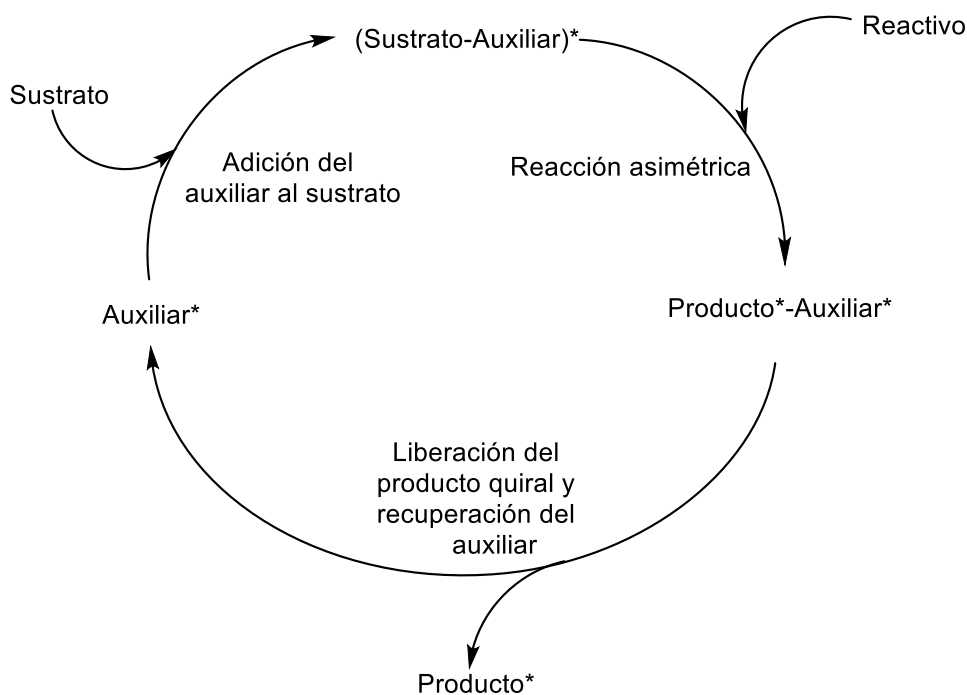 (Sustrato-Auxiliar)*
Reactivo
Sustrato
Adición del
auxiliar al sustrato
Reacción asimétrica
Auxiliar*
Producto*-Auxiliar*
Liberación del
producto quiral y
recuperación del
auxiliar
Producto*